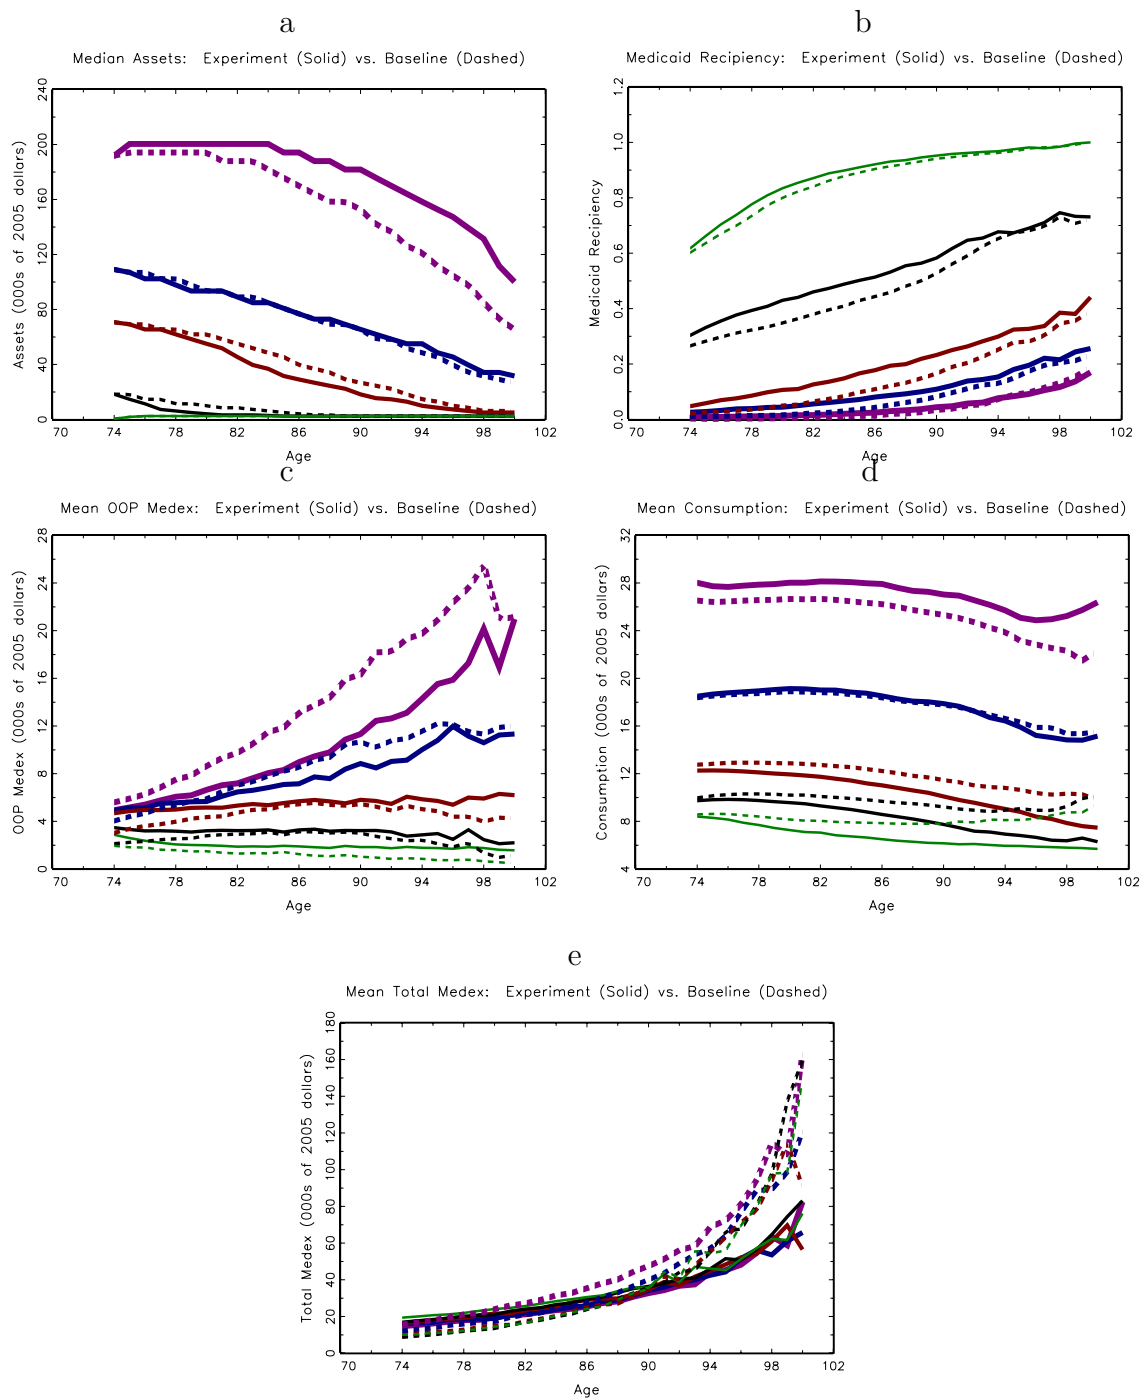 a
Median Assets: Experiment (Solid) vs. Baseline (Dashed)
Assets (000s of 2005 dollars)
240
200
160
120
80
40
0
70 74 78 82 86 90 94 98 102
Age
b
Medicaid Recipiency: Experiment (Solid) vs. Baseline (Dashed)
Medicaid Recipiency
1.2
1.0
0.8
0.6
0.4
0.2
0.0
70 74 78 82 86 90 94 98 102
Age
c
Mean OOP Medex: Experiment (Solid) vs. Baseline (Dashed)
OOP Medex (000s of 2005 dollars)
28
24
20
16
12
8
4
0
70 74 78 82 86 90 94 98 102
Age
d
Mean Consumption: Experiment (Solid) vs. Baseline (Dashed)
Consumption (000s of 2005 dollars)
32
28
24
20
16
12
8
4
70 74 78 82 86 90 94 98 102
Age
e
Mean Total Medex: Experiment (Solid) vs. Baseline (Dashed)
Total Medex (000s of 2005 dollars)
180
160
140
120
100
80
60
40
20
0
70 74 78 82 86 90 94 98 102
Age